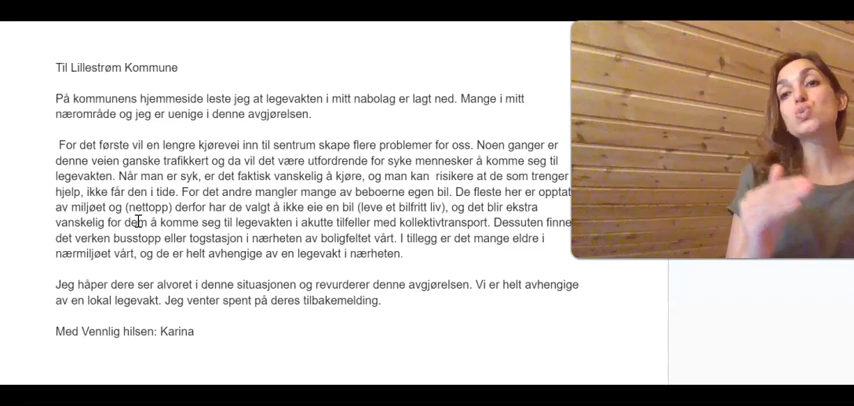 Til Lillestrøm Kommune
På kommunens hjemmeside leste jeg at legevakten i mitt nabolag er lagt ned. Mange i mitt
nærområde og jeg er uenige i denne avgjørelsen.
For det første vil en lengre kjørevei inn til sentrum skape flere problemer for oss. Noen ganger er
denne veien ganske trafikkert og da vil det være utfordrende for syke mennesker å komme seg til
legevakten. Når man er syk, er det faktisk vanskelig å kjøre, og man kan  risikere at de som trenger
hjelp, ikke får den i tide. For det andre mangler mange av beboerne egen bil. De fleste her er opptat
av miljøet og (nettopp) derfor har de valgt å ikke eie en bil (leve et bilfritt liv), og det blir ekstra
vanskelig for dem å komme seg til legevakten i akutte tilfeller med kollektivtransport. Dessuten finne
det verken busstopp eller togstasjon i nærheten av boligfeltet vårt. I tillegg er det mange eldre i
nærmiljøet vårt, og de er helt avhengige av en legevakt i nærheten.
Jeg håper dere ser alvoret i denne situasjonen og revurderer denne avgjørelsen. Vi er helt avhengige
av en lokal legevakt. Jeg venter spent på deres tilbakemelding.
Med Vennlig hilsen: Karina